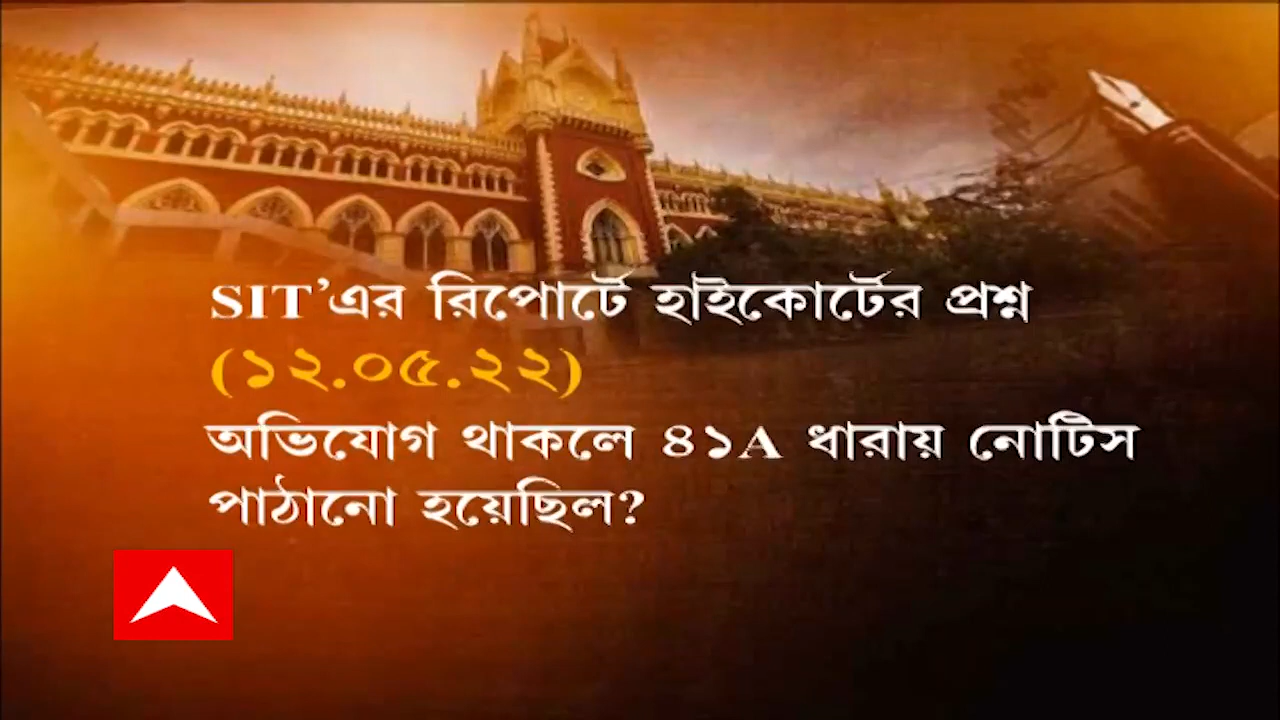 SIT’এর রিপোর্টে হাইকোর্টের প্রশ্ন
(১২.০৫.২২)
অভিযোগ থাকলে ৪১A ধারায় নোটিস
পাঠানো হয়েছিল?